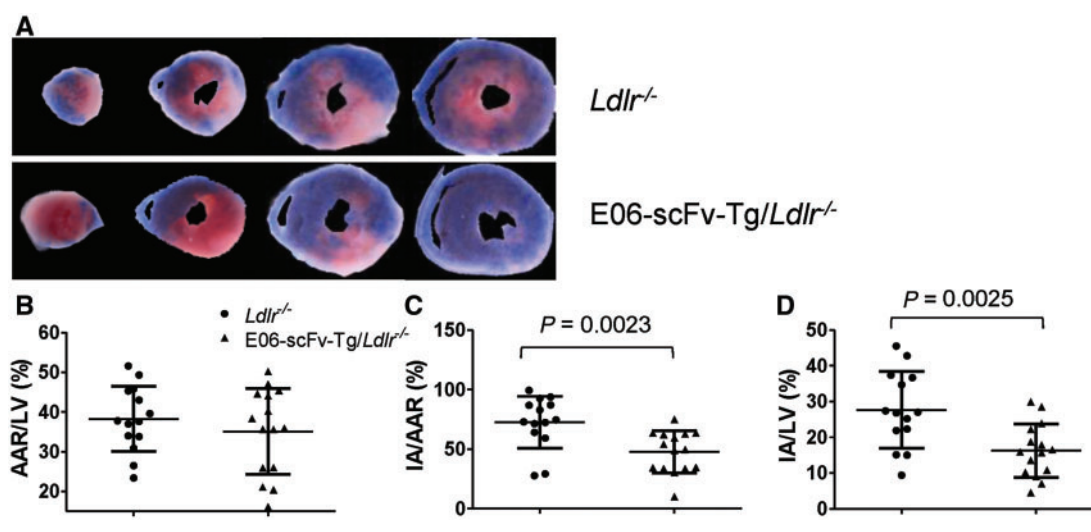 A
Ldlr-/-
E06-scFv-Tg/Ldlr-/-
B
Ldlr-/-
E06-scFv-Tg/Ldlr-/-
AAR/LV (%)
60
50
40
30
20
C
P = 0.0023
IA/AAR (%)
150
100
50
0
D
P = 0.0025
IA/LV (%)
50
40
30
20
10
0